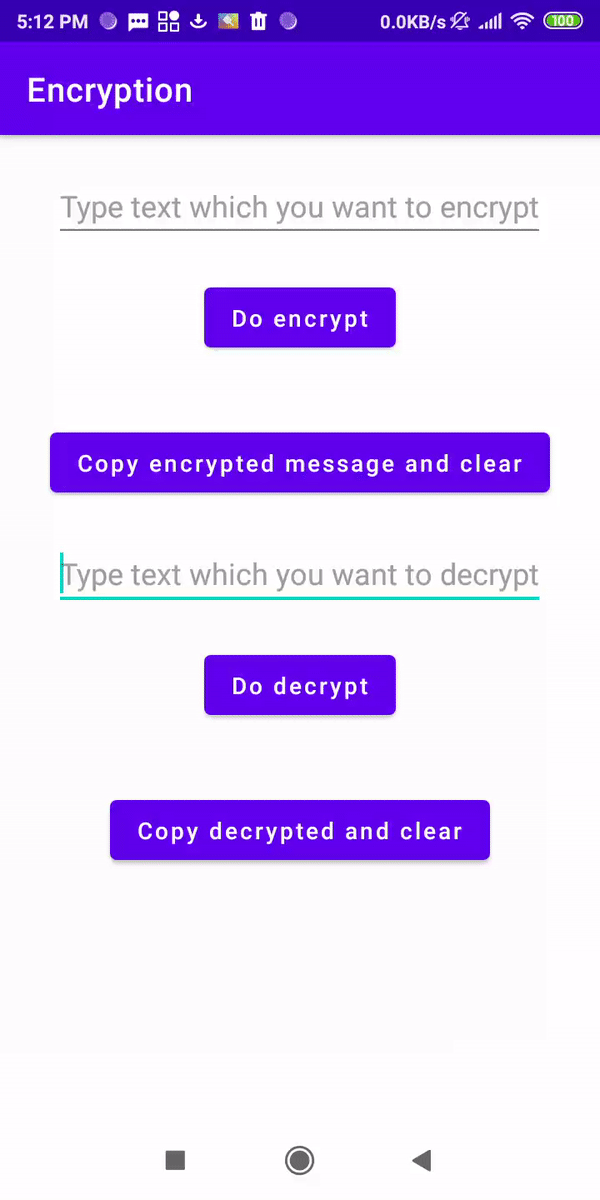 5:12 PM 0.0KB/s 100
Encryption
Type text which you want to encrypt
Do encrypt
Copy encrypted message and clear
Type text which you want to decrypt
Do decrypt
Copy decrypted and clear